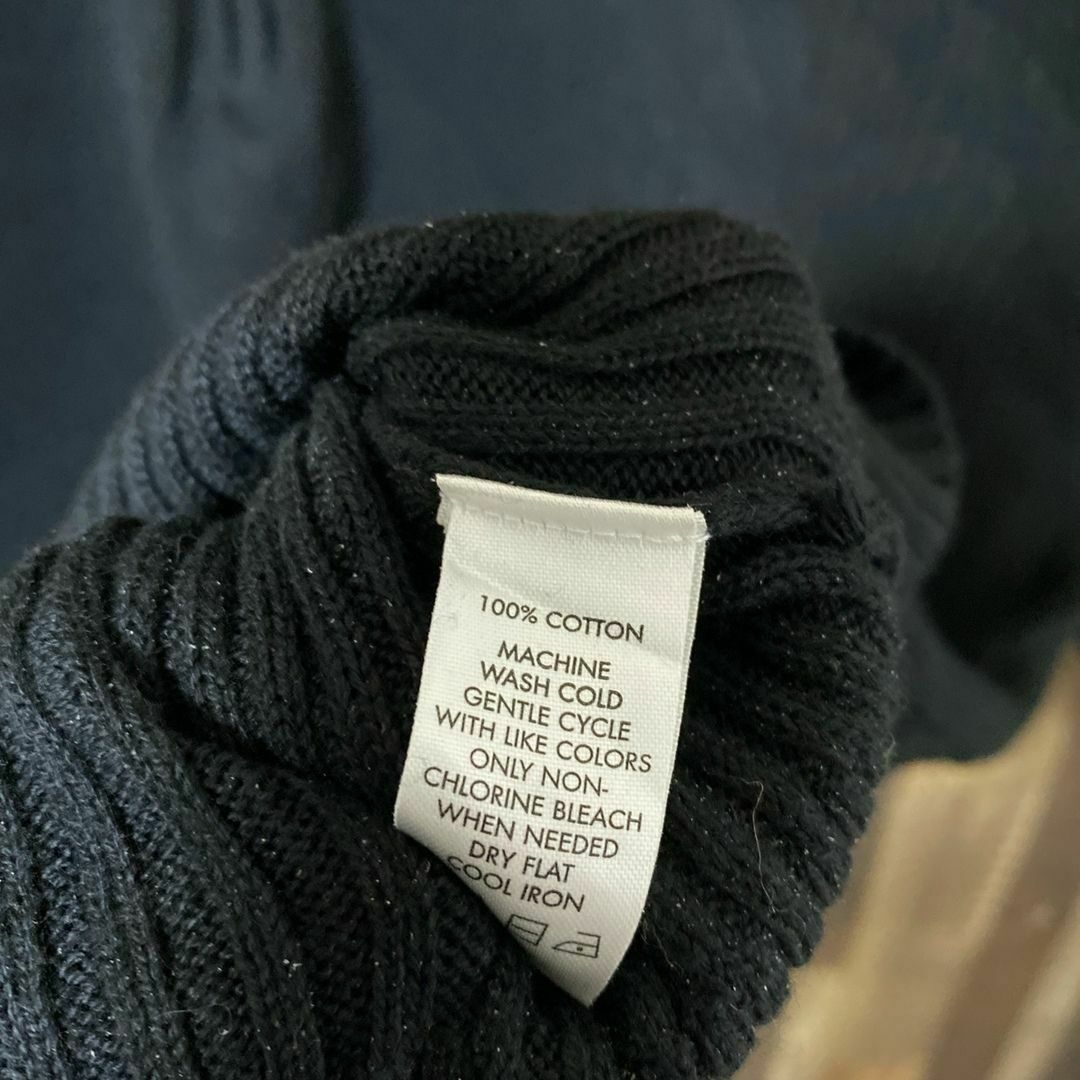 100% COTTON
MACHINE
WASH COLD
GENTLE CYCLE
WITH LIKE COLORS
ONLY NON-
CHLORINE BLEACH
WHEN NEEDED
DRY FLAT
COOL IRON